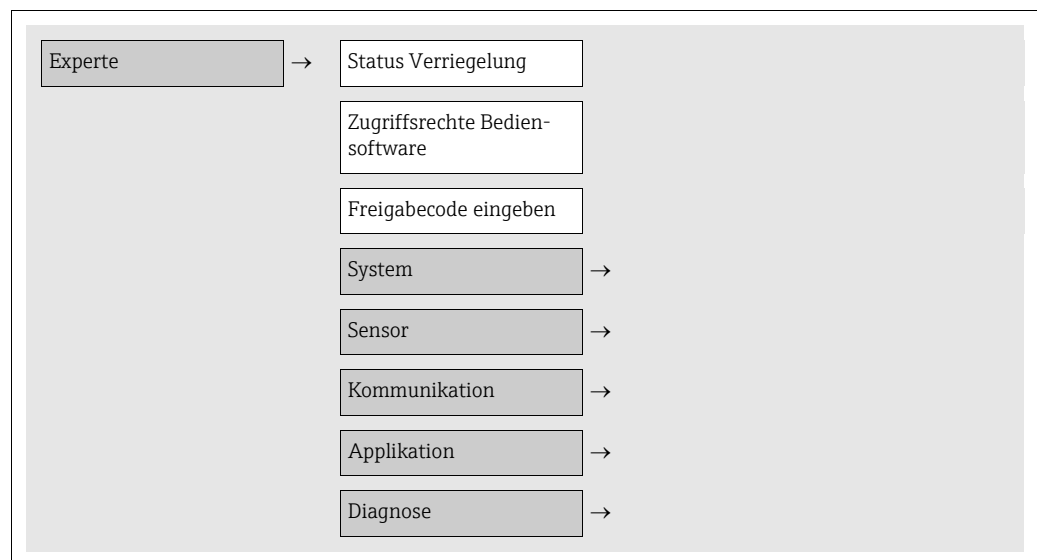 Experte → Status Verriegelung
Zugriffsrechte Bedien-
software
Freigabecode eingeben
System →
Sensor →
Kommunikation →
Applikation →
Diagnose →